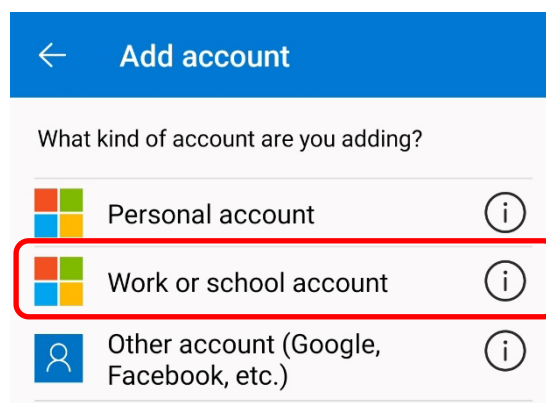 Add account
What kind of account are you adding?
Personal account
Work or school account
Other account (Google,
Facebook, etc.)